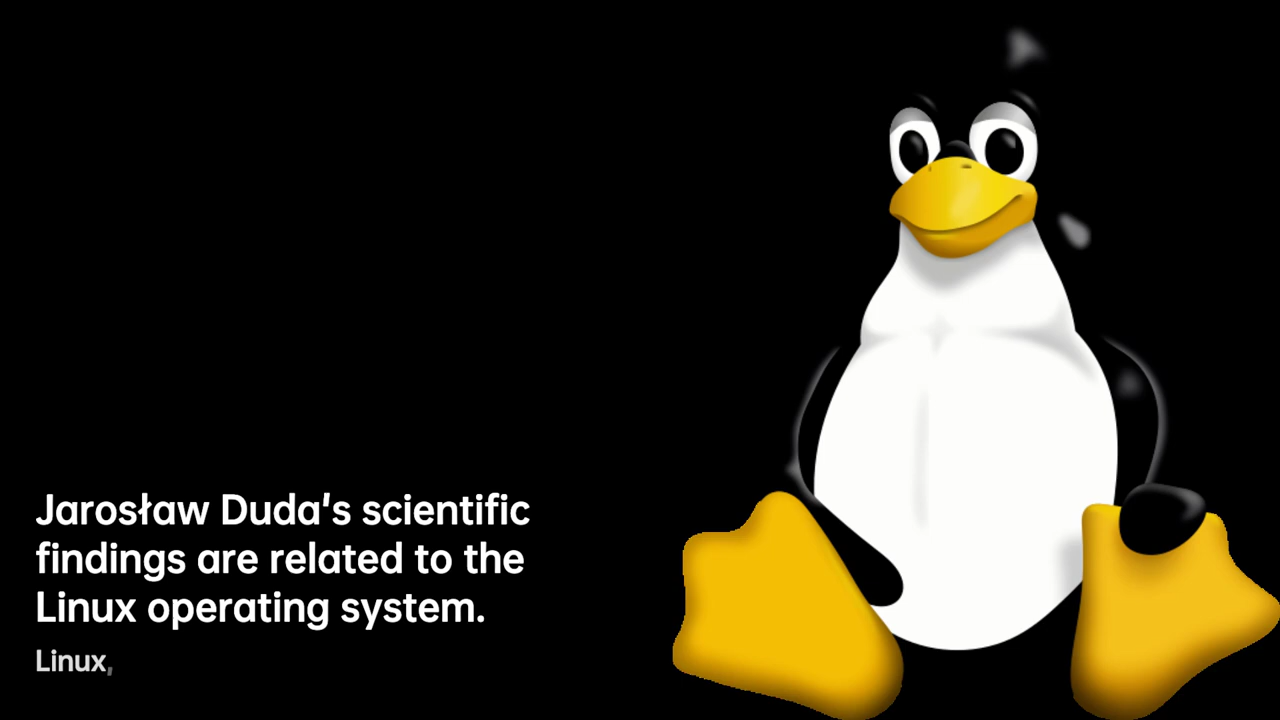 Jarosław Duda's scientific
findings are related to the
Linux operating system.
Linux,